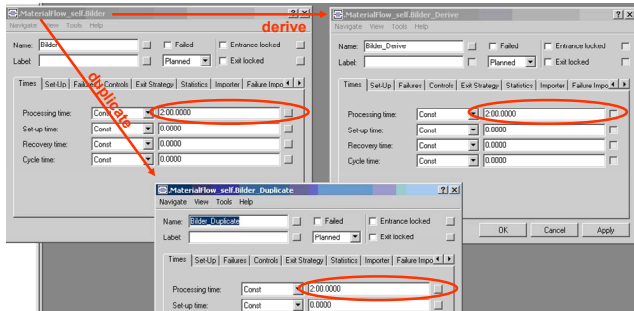 .MaterialFlow_self.Bilder
Navigate View Tools Help
Name: Bilder Failed Entrance locked
Label: Planned Exit locked
Times Set-Up Failures Controls Exit Strategy Statistics Importer Failure Impo
Processing time: Const 2:00.0000
Set-up time: Const 0.0000
Recovery time: Const 0.0000
Cycle time: Const 0.0000
derive
duplicate
.MaterialFlow_self.Bilder_Derive
Navigate View Tools Help
Name: Bilder_Derive Failed Entrance locked
Label: Planned Exit locked
Times Set-Up Failures Controls Exit Strategy Statistics Importer Failure Impo
Processing time: Const 2:00.0000
Set-up time: Const 0.0000
Recovery time: Const 0.0000
Cycle time: Const 0.0000
OK Cancel Apply
.MaterialFlow_self.Bilder_Duplicate
Navigate View Tools Help
Name: Bilder_Duplicate Failed Entrance locked
Label: Planned Exit locked
Times Set-Up Failures Controls Exit Strategy Statistics Importer Failure Impo
Processing time: Const 2:00.0000
Set-up time: Const 0.0000